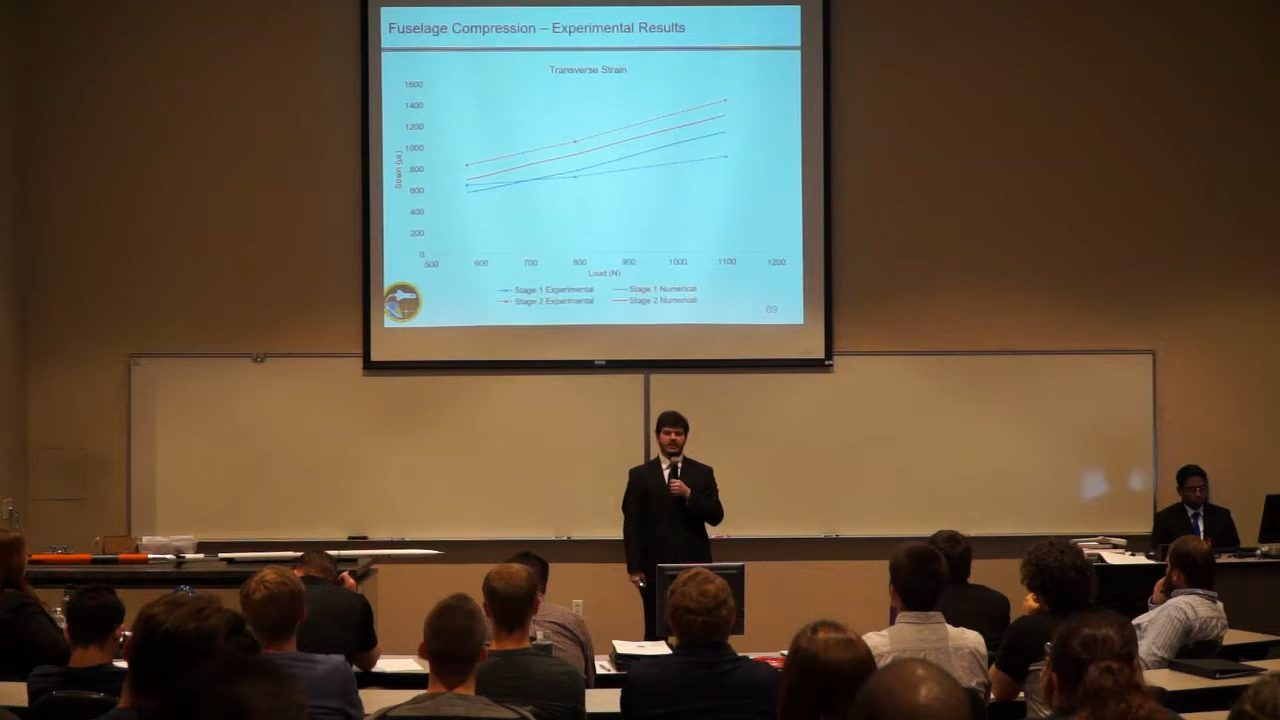 Fuselage Compression – Experimental Results
Transverse Strain
1600
1400
1200
1000
800
600
400
200
0
Strain (με)
500 600 700 800 900 1000 1100 1200
Load (N)
Stage 1 Experimental Stage 1 Numerical
Stage 2 Experimental Stage 2 Numerical
69